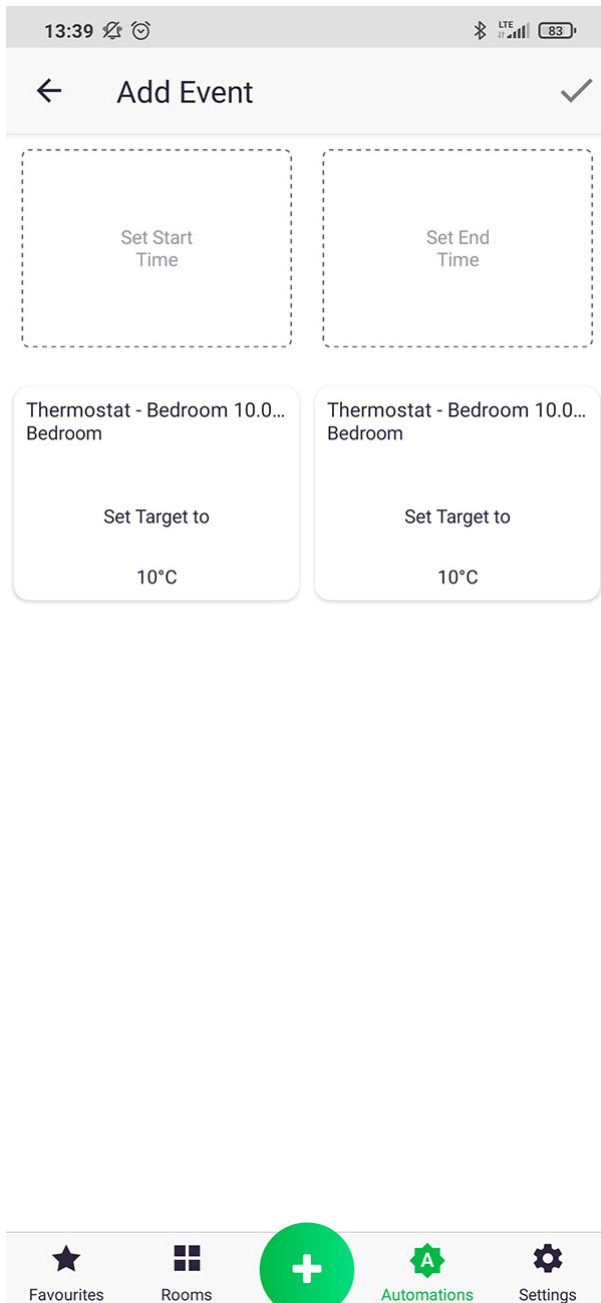 13:39 LTE 83
Add Event
Set Start
Time
Set End
Time
Thermostat - Bedroom 10.0...
Bedroom
Set Target to
10°C
Thermostat - Bedroom 10.0...
Bedroom
Set Target to
10°C
A
Favourites Rooms Automations Settings